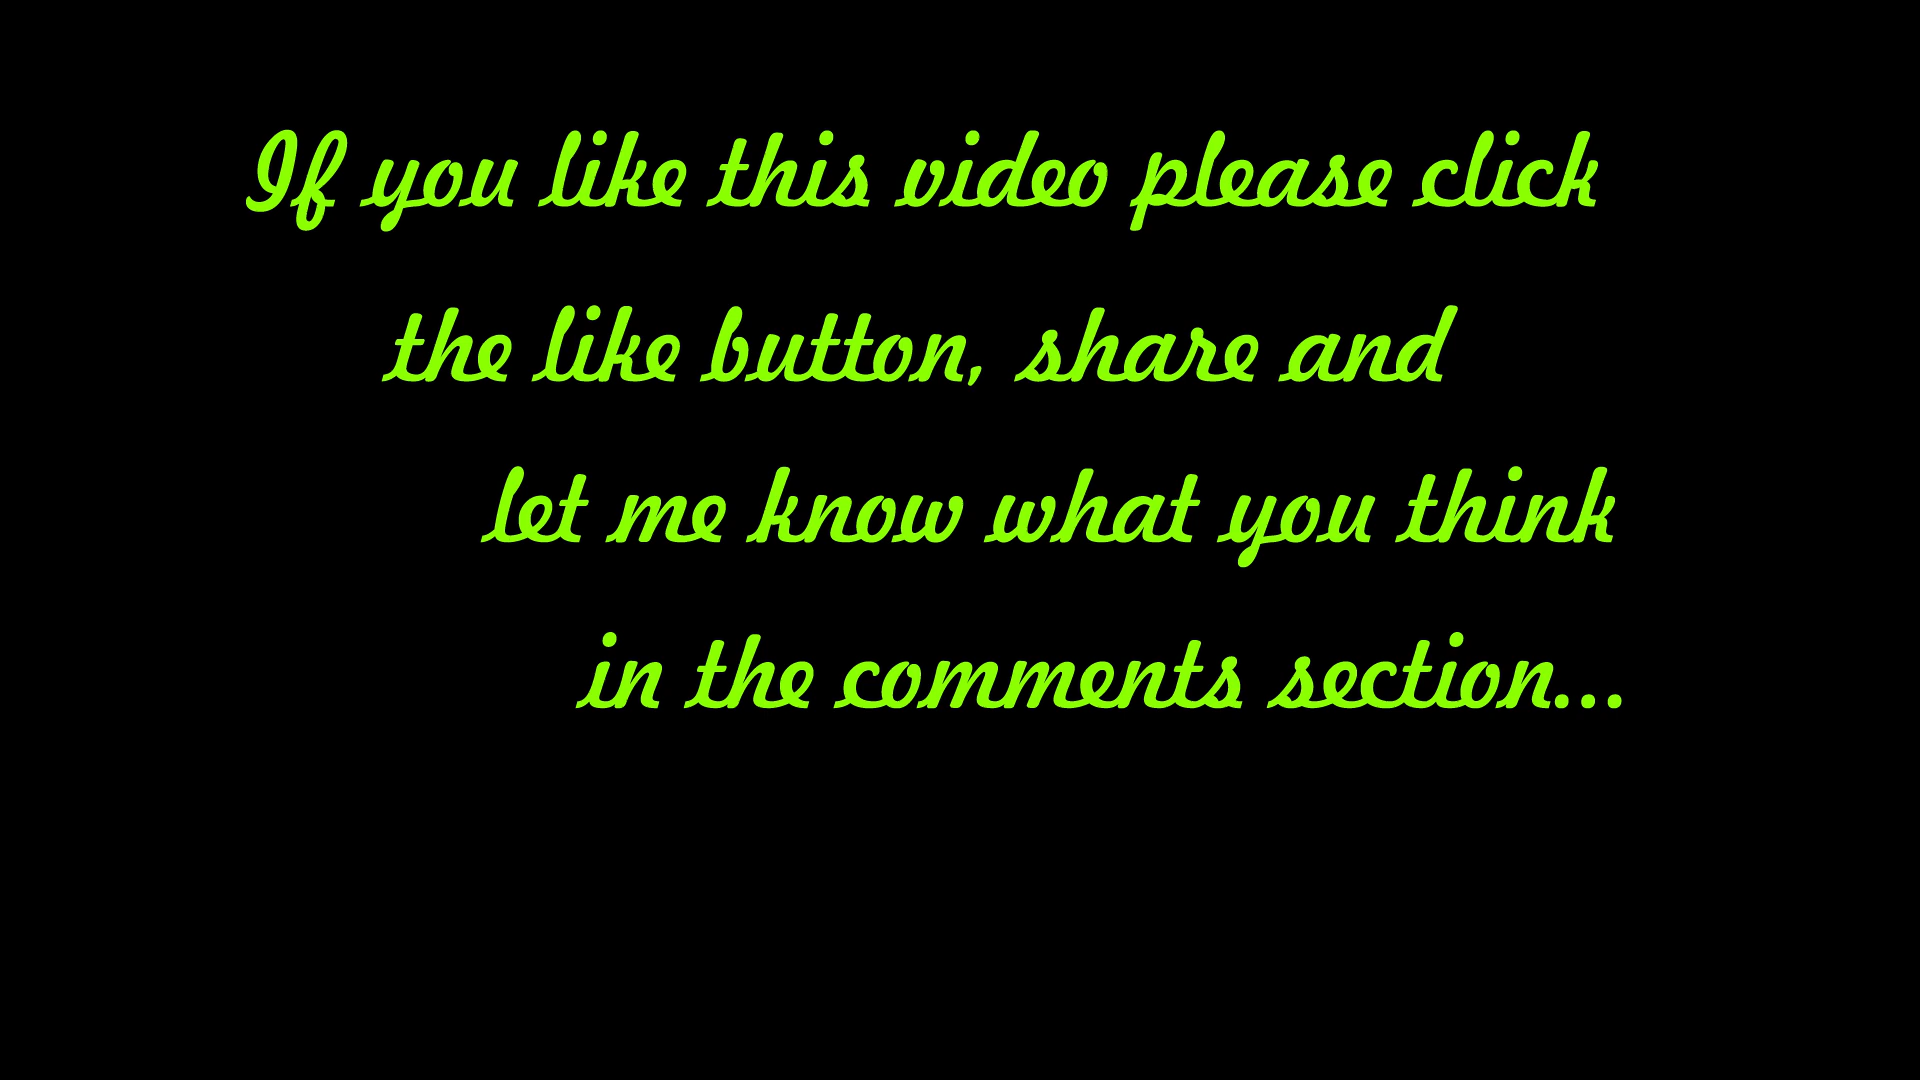 If you like this video please click
the like button, share and
let me know what you think
in the comments section...